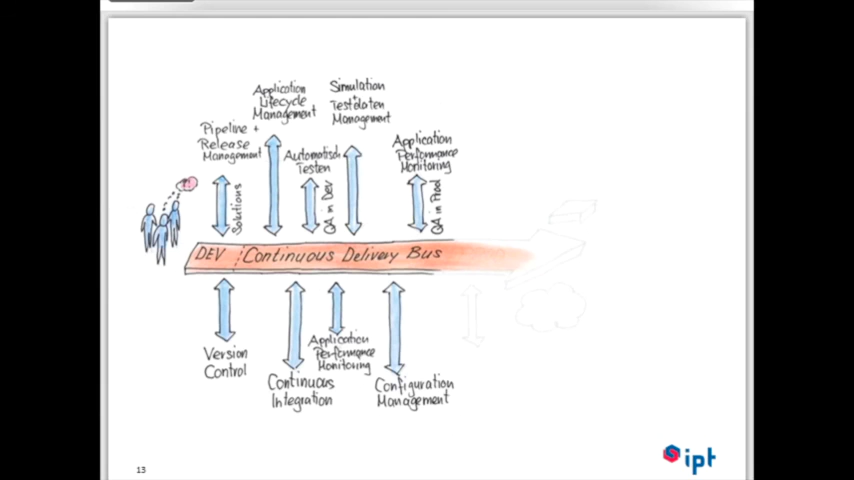 Application
Lifecycle
Management
Simulation
+
Testdaten
Management
Pipeline +
Release
Management
Automatisch
Testen
Application
Performance
Monitoring
Solutions
QA in Dev
QA in Prod
DEV
Continuous Delivery Bus
Version
Control
Continuous
Integration
Application
Performance
Monitoring
Configuration
Management
13
ipt